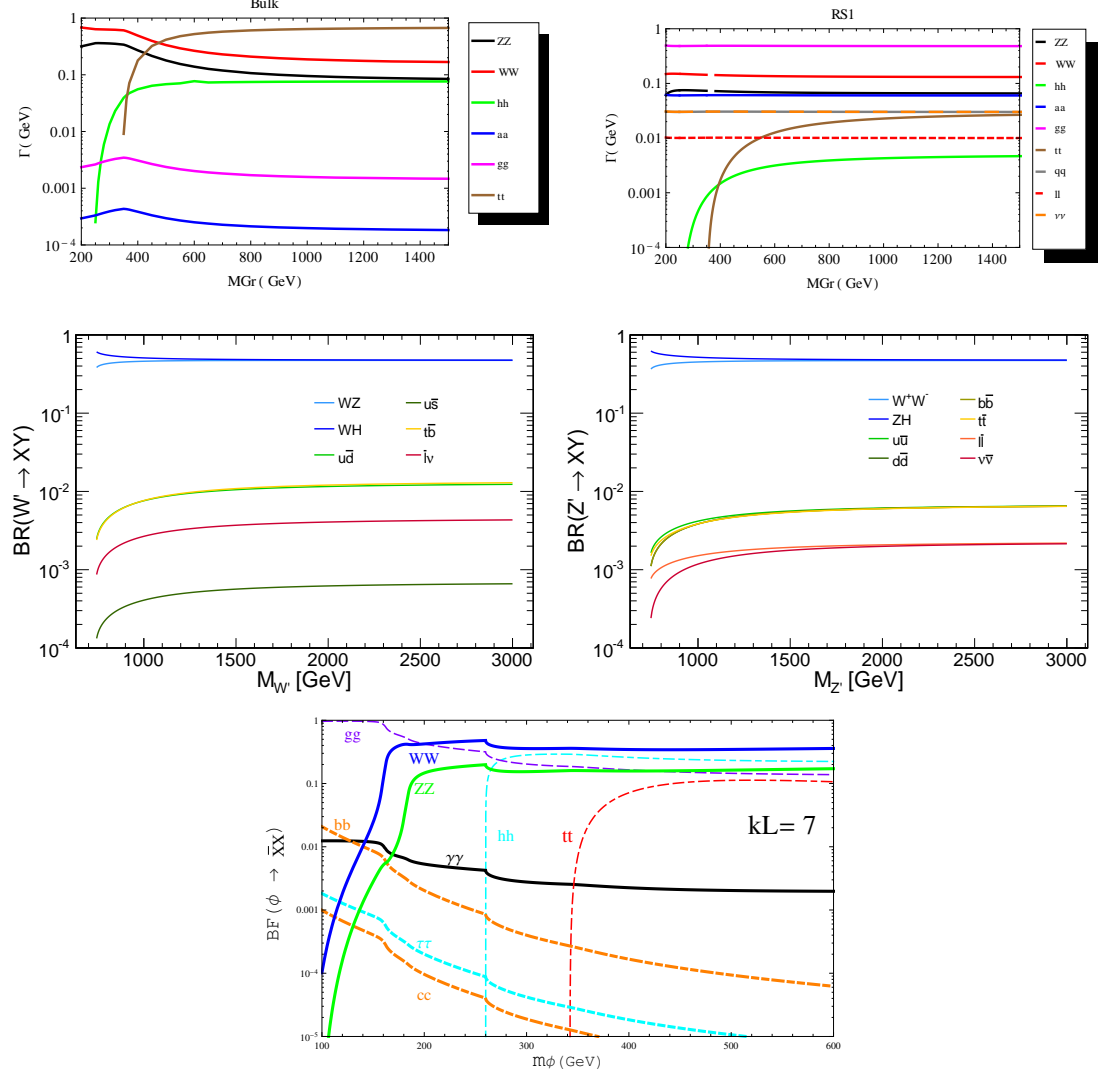 Bulk
Γ( GeV)
1
0.1
0.01
0.001
10⁻⁴
200 400 600 800 1000 1200 1400
MGr ( GeV)
ZZ
WW
hh
aa
gg
tt
RS1
Γ( GeV)
1
0.1
0.01
0.001
10⁻⁴
200 400 600 800 1000 1200 1400
MGr ( GeV)
ZZ
WW
hh
aa
gg
tt
qq
ll
γγ
BR(W' → XY)
1
10⁻¹
10⁻²
10⁻³
10⁻⁴
WZ
WH
ud̄
us̄
tb̄
l̄ν
1000 1500 2000 2500 3000
M_W' [GeV]
BR(Z' → XY)
1
10⁻¹
10⁻²
10⁻³
10⁻⁴
W⁺W⁻
ZH
uū
dd̄
bb̄
tt̄
ll̄
νν̄
1000 1500 2000 2500 3000
M_Z' [GeV]
BF(ϕ → X̄X)
1
0.1
0.01
0.001
10⁻⁴
10⁻⁵
gg
WW
ZZ
bb
γγ
hh
tt
kL= 7
ττ
cc
100 200 300 400 500 600
mϕ(GeV)